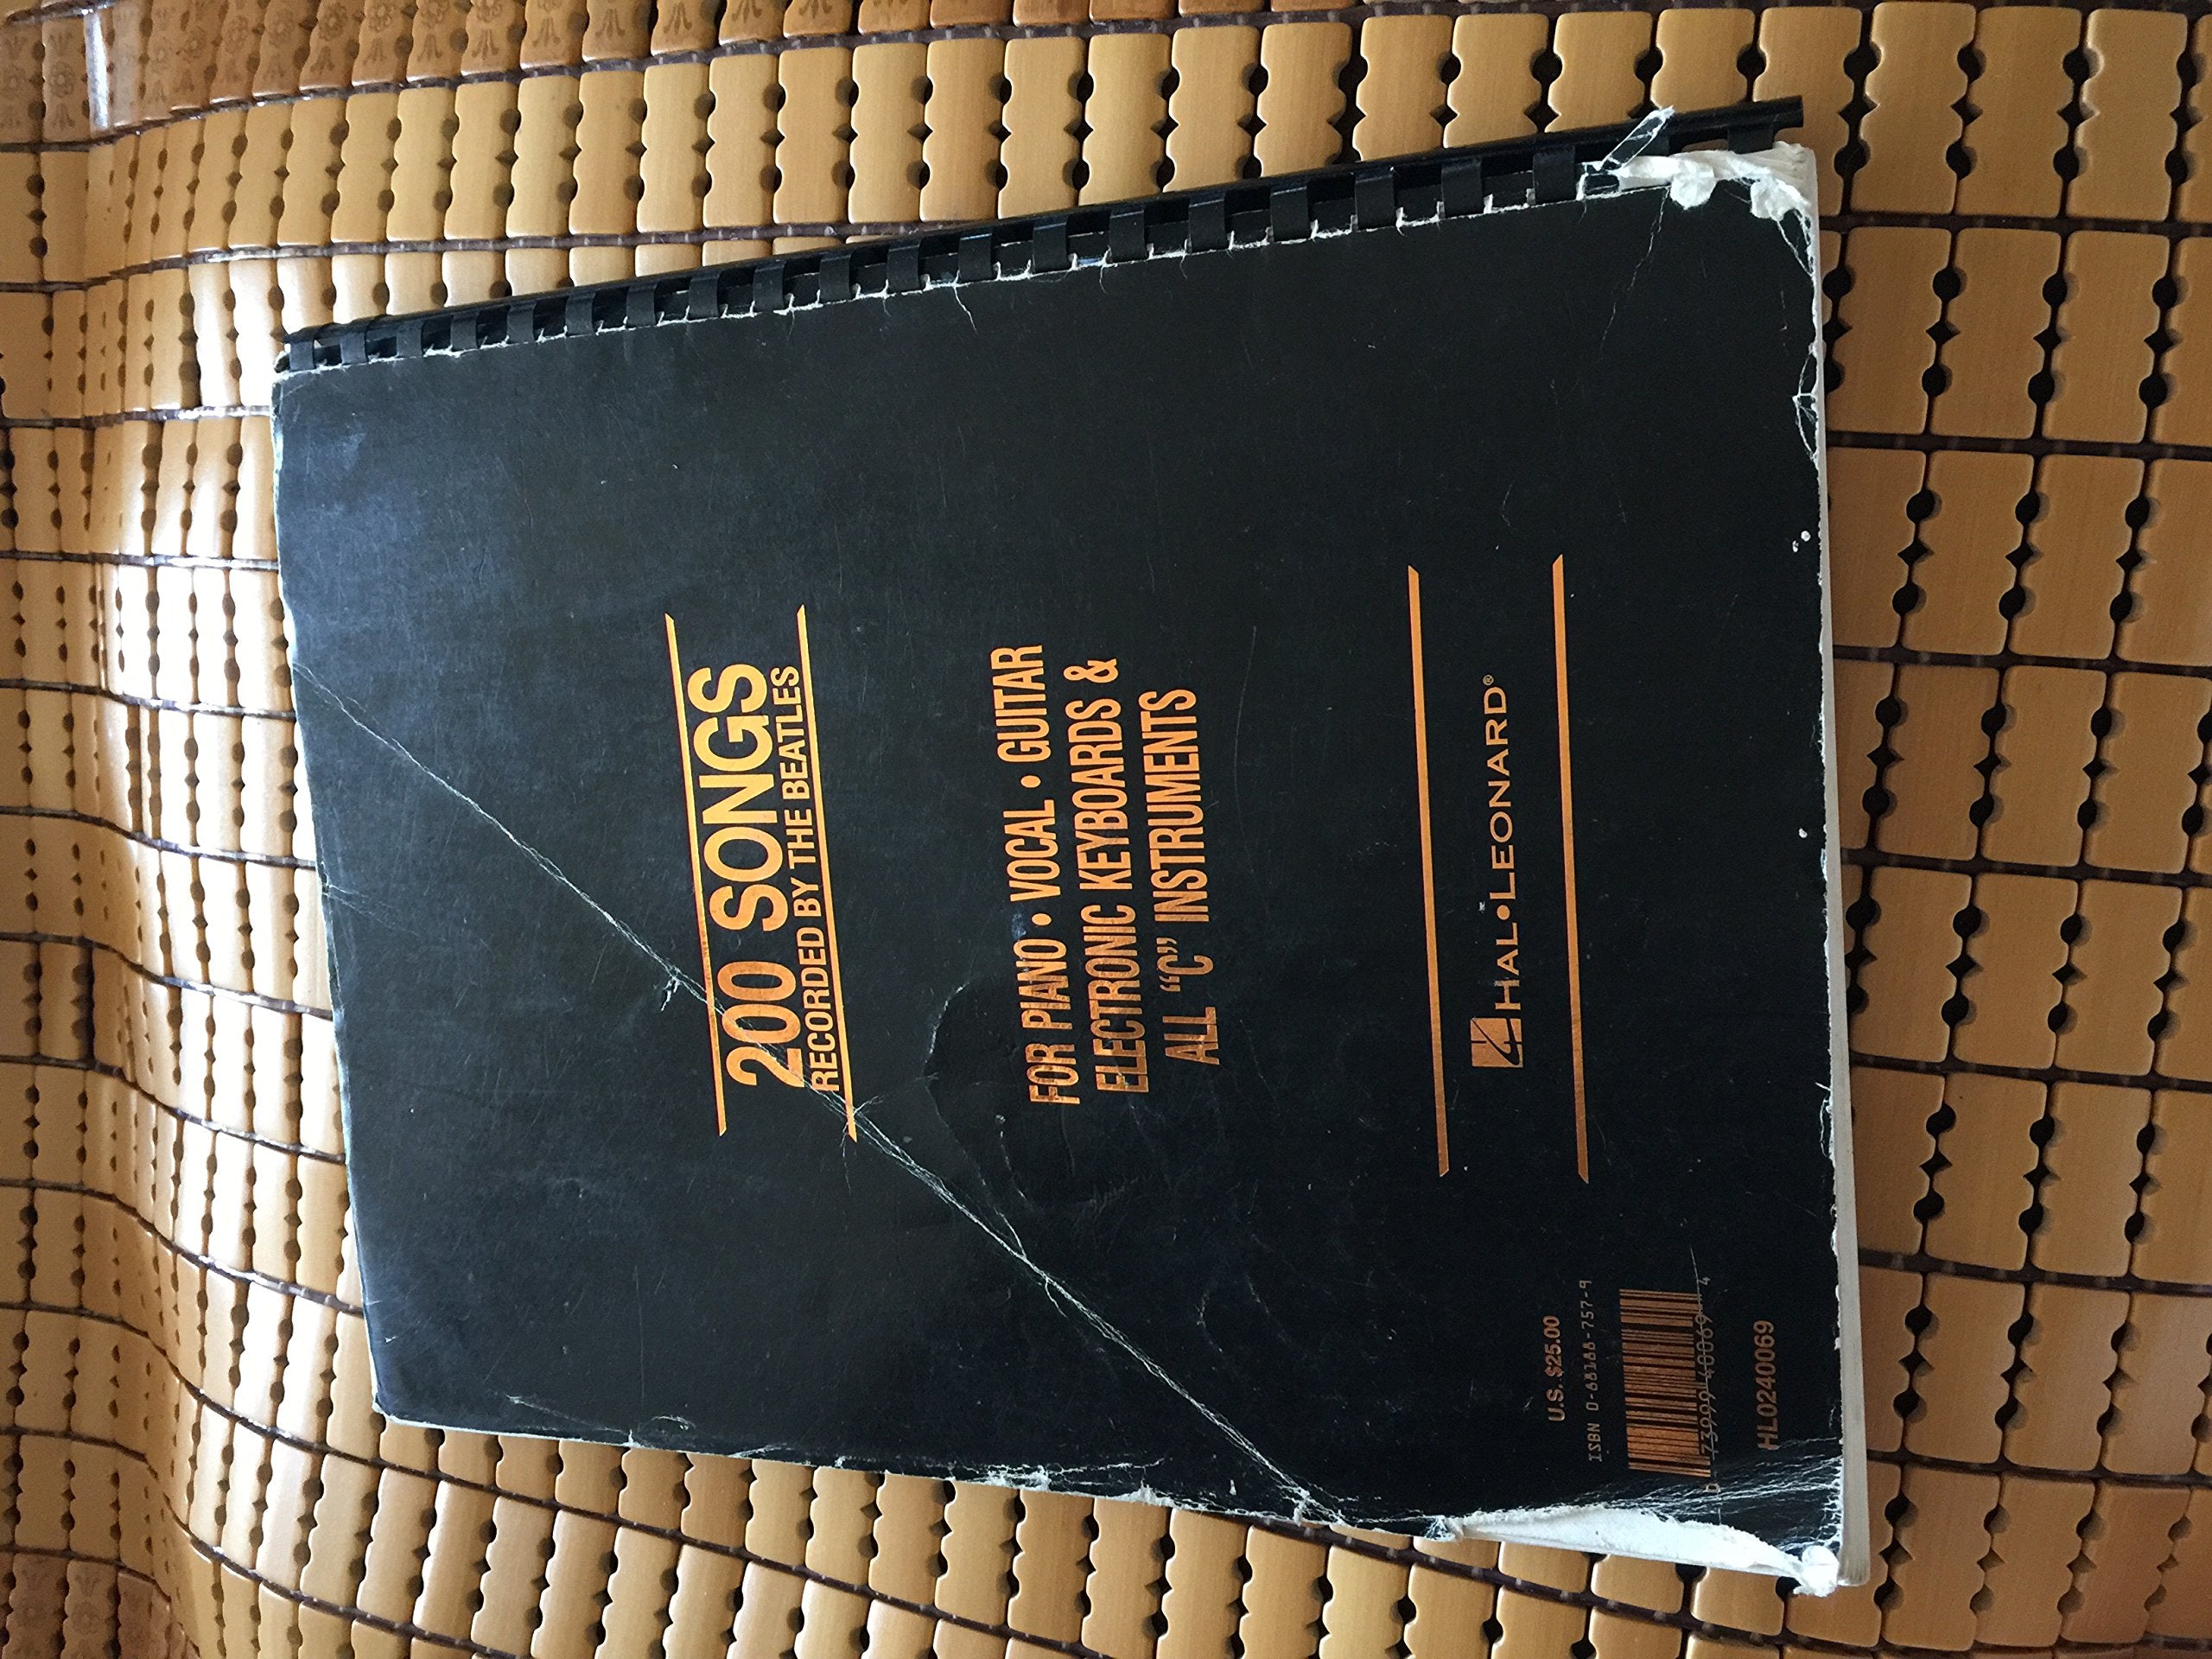 200 SONGS
RECORDED BY THE BEATLES
FOR PIANO • VOCAL • GUITAR
ELECTRONIC KEYBOARDS &
ALL "C" INSTRUMENTS
HAL•LEONARD®
U.S. $25.00
ISBN 0-88188-757-9
HL0240069